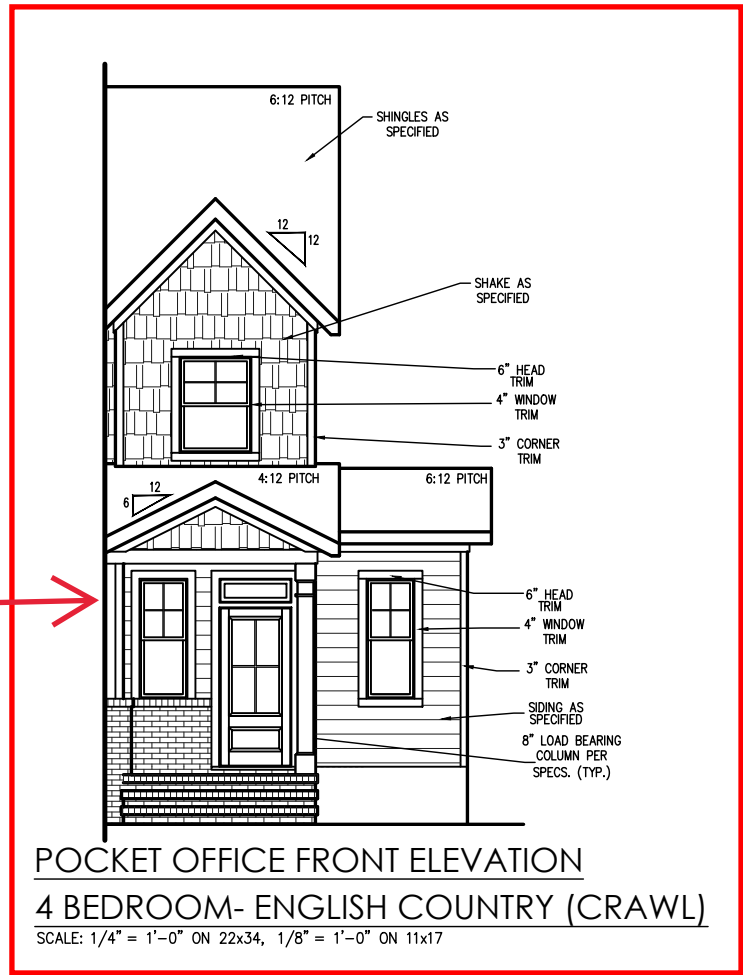 6:12 PITCH
SHINGLES AS
SPECIFIED
12
12
SHAKE AS
SPECIFIED
6" HEAD
TRIM
4" WINDOW
TRIM
3" CORNER
TRIM
12
6
4:12 PITCH
6:12 PITCH
6" HEAD
TRIM
4" WINDOW
TRIM
3" CORNER
TRIM
SIDING AS
SPECIFIED
8" LOAD BEARING
COLUMN PER
SPECS. (TYP.)
POCKET OFFICE FRONT ELEVATION
4 BEDROOM- ENGLISH COUNTRY (CRAWL)
SCALE: 1/4" = 1'-0" ON 22x34, 1/8" = 1'-0" ON 11x17